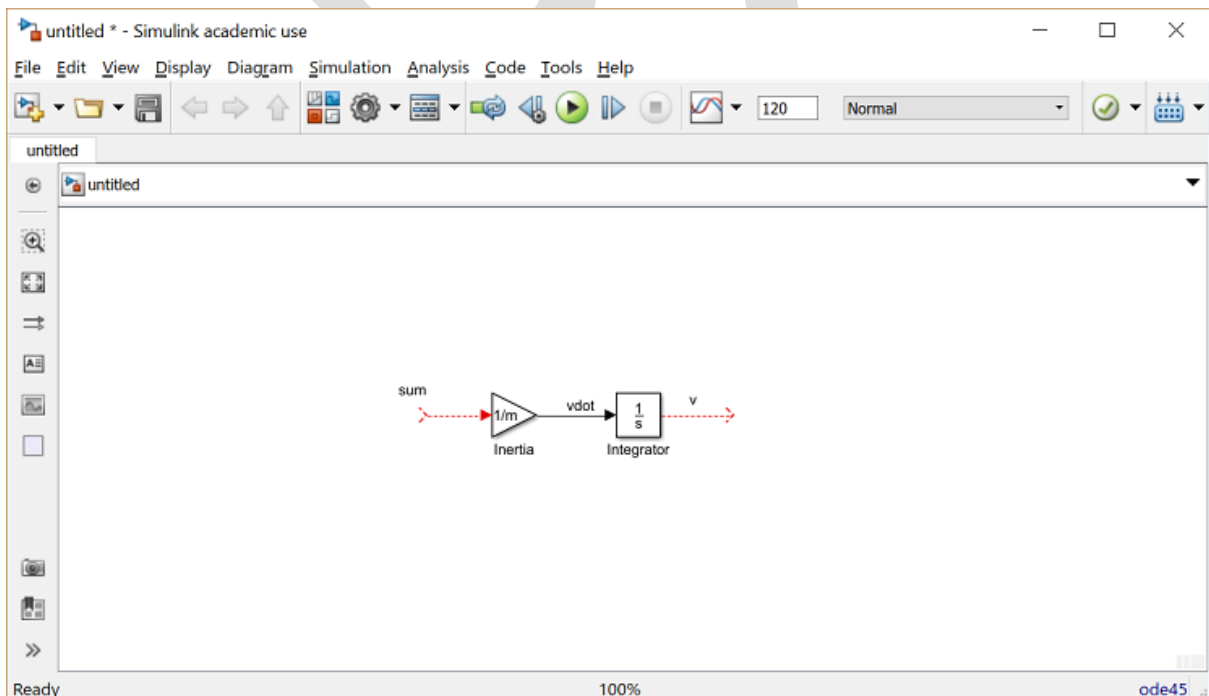 untitled * - Simulink academic use
File Edit View Display Diagram Simulation Analysis Code Tools Help
120 Normal
untitled
untitled
sum
1/m
vdot
1
s
v
Inertia
Integrator
Ready 100% ode45